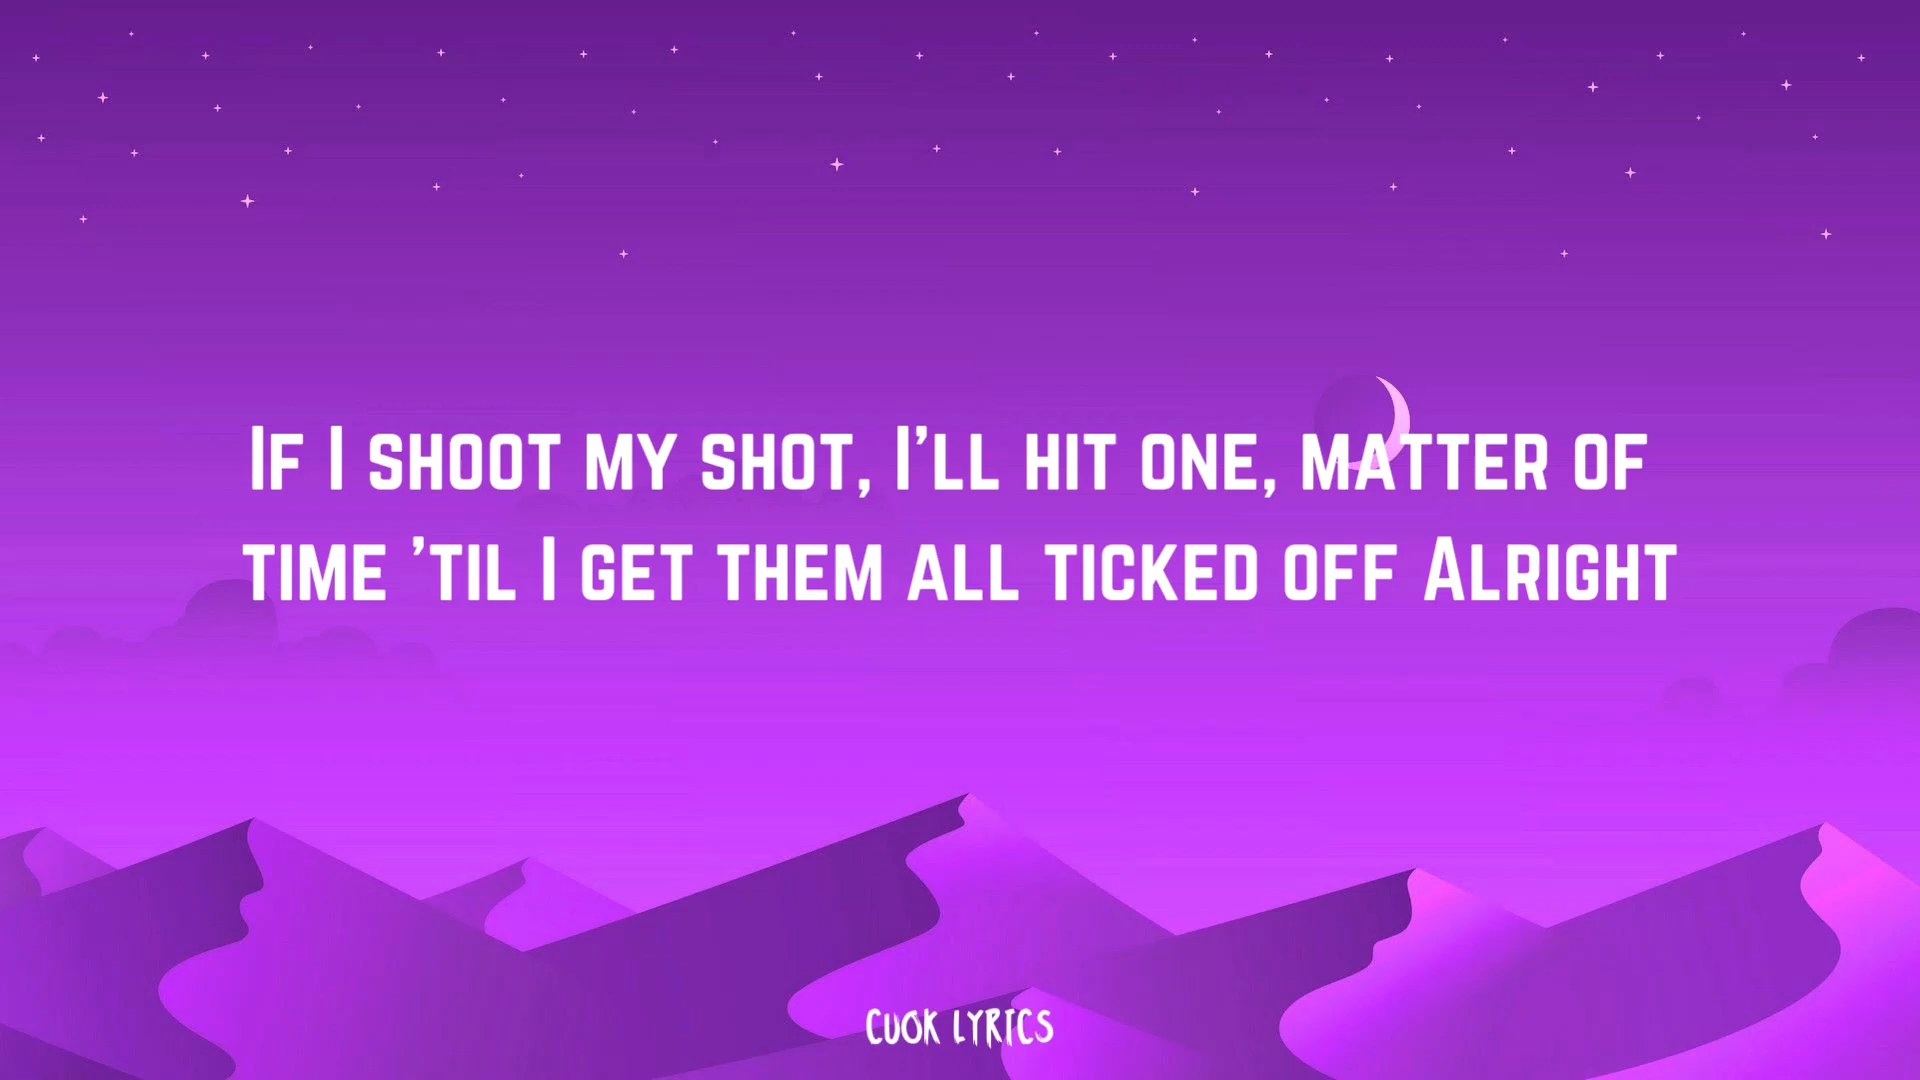 If I shoot my shot, I'll hit one, matter of
time 'til I get them all ticked off Alright
Cuok Lyrics